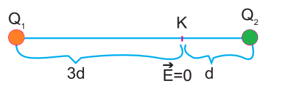 Q₁ K Q₂
3d E⃗=0 d